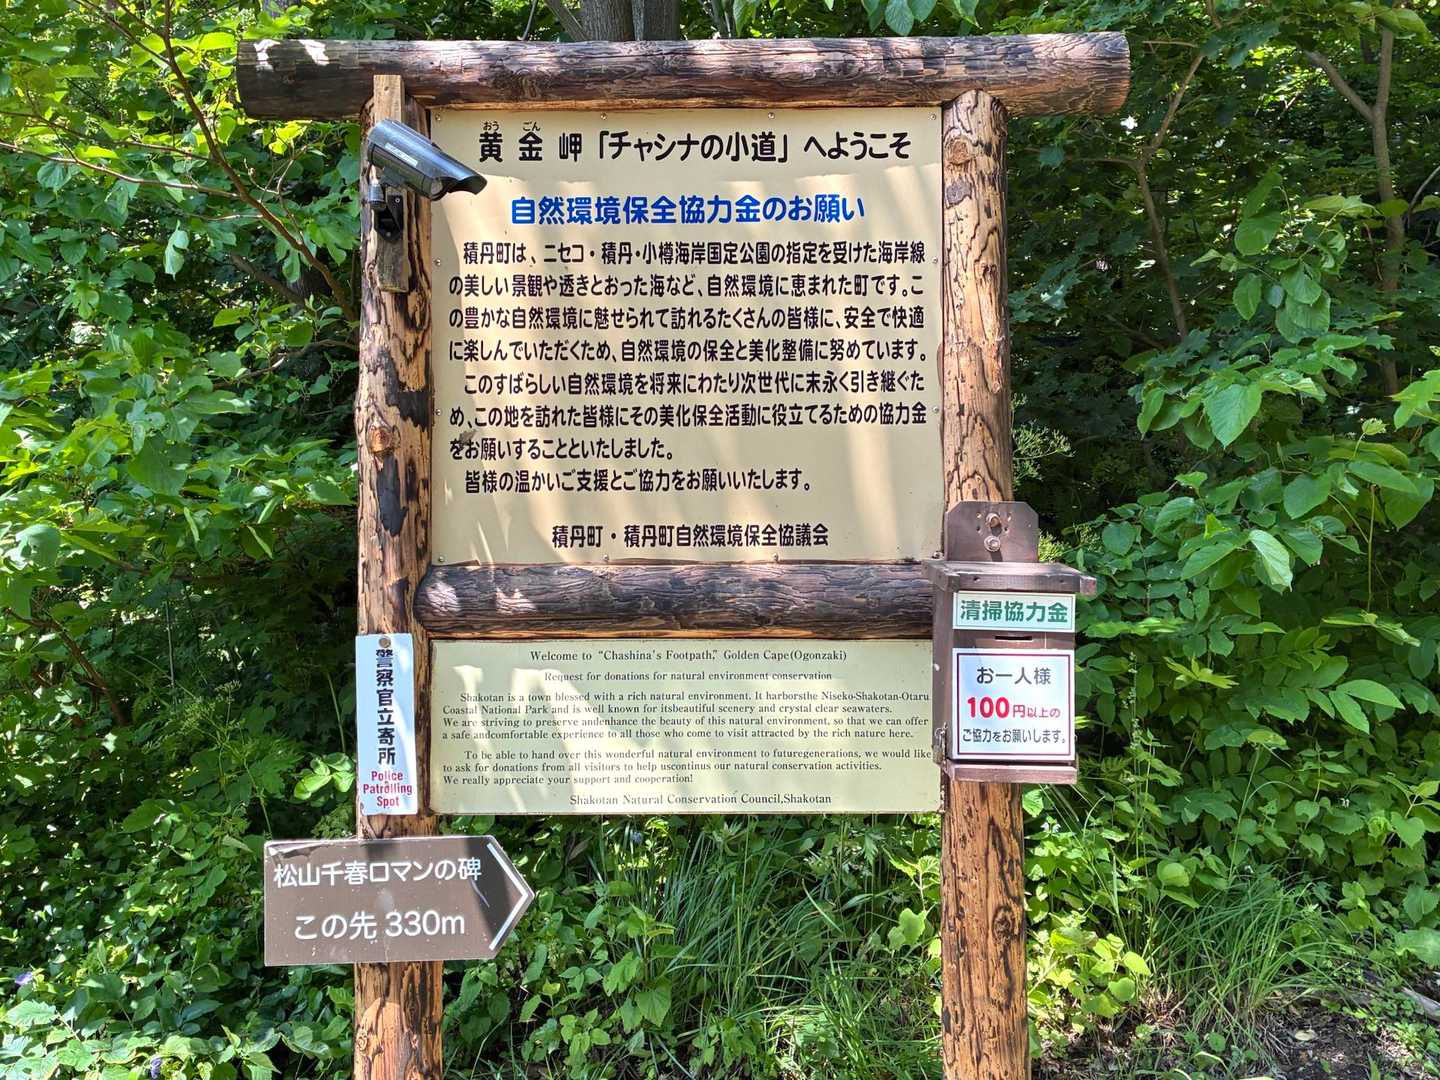 おう ごん
黄金岬「チャシナの小道」へようこそ
自然環境保全協力金のお願い
積丹町は、ニセコ・積丹・小樽海岸国定公園の指定を受けた海岸線
の美しい景観や透きとおった海など、自然環境に恵まれた町です。こ
の豊かな自然環境に魅せられて訪れるたくさんの皆様に、安全で快適
に楽しんでいただくため、自然環境の保全と美化整備に努めています。
このすばらしい自然環境を将来にわたり次世代に末永く引き継ぐた
め、この地を訪れた皆様にその美化保全活動に役立てるための協力金
をお願いすることといたしました。
皆様の温かいご支援とご協力をお願いいたします。
積丹町・積丹町自然環境保全協議会
清掃協力金
お一人様
100円以上の
ご協力をお願いします。
Welcome to "Chashina's Footpath," Golden Cape(Ogonzaki)
Request for donations for natural environment conservation
Shakotan is a town blessed with a rich natural environment. It harborsthe Niseko-Shakotan-Otaru
Coastal National Park and is well known for itsbeautiful scenery and crystal clear seawaters.
We are striving to preserve andenhance the beauty of this natural environment, so that we can offer
a safe andcomfortable experience to all those who come to visit attracted by the rich nature here.
To be able to hand over this wonderful natural environment to futuregenerations, we would like
to ask for donations from all visitors to help uscontinus our natural conservation activities.
We really appreciate your support and cooperation!
Shakotan Natural Conservation Council,Shakotan
警察官立寄所
Police
Patrolling
Spot
松山千春ロマンの碑
この先 330m